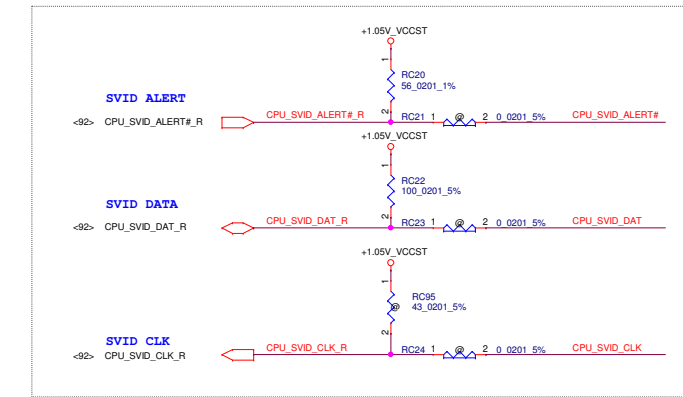 +1.05V_VCCST
1
RC20
56_0201_1%
2
SVID ALERT
<92> CPU_SVID_ALERT#_R
CPU_SVID_ALERT#_R
RC21 1 @ 2 0_0201_5%
CPU_SVID_ALERT#
+1.05V_VCCST
1
RC22
100_0201_5%
2
SVID DATA
<92> CPU_SVID_DAT_R
CPU_SVID_DAT_R
RC23 1 @ 2 0_0201_5%
CPU_SVID_DAT
+1.05V_VCCST
1
RC95
@ 43_0201_5%
2
SVID CLK
<92> CPU_SVID_CLK_R
CPU_SVID_CLK_R
RC24 1 @ 2 0_0201_5%
CPU_SVID_CLK